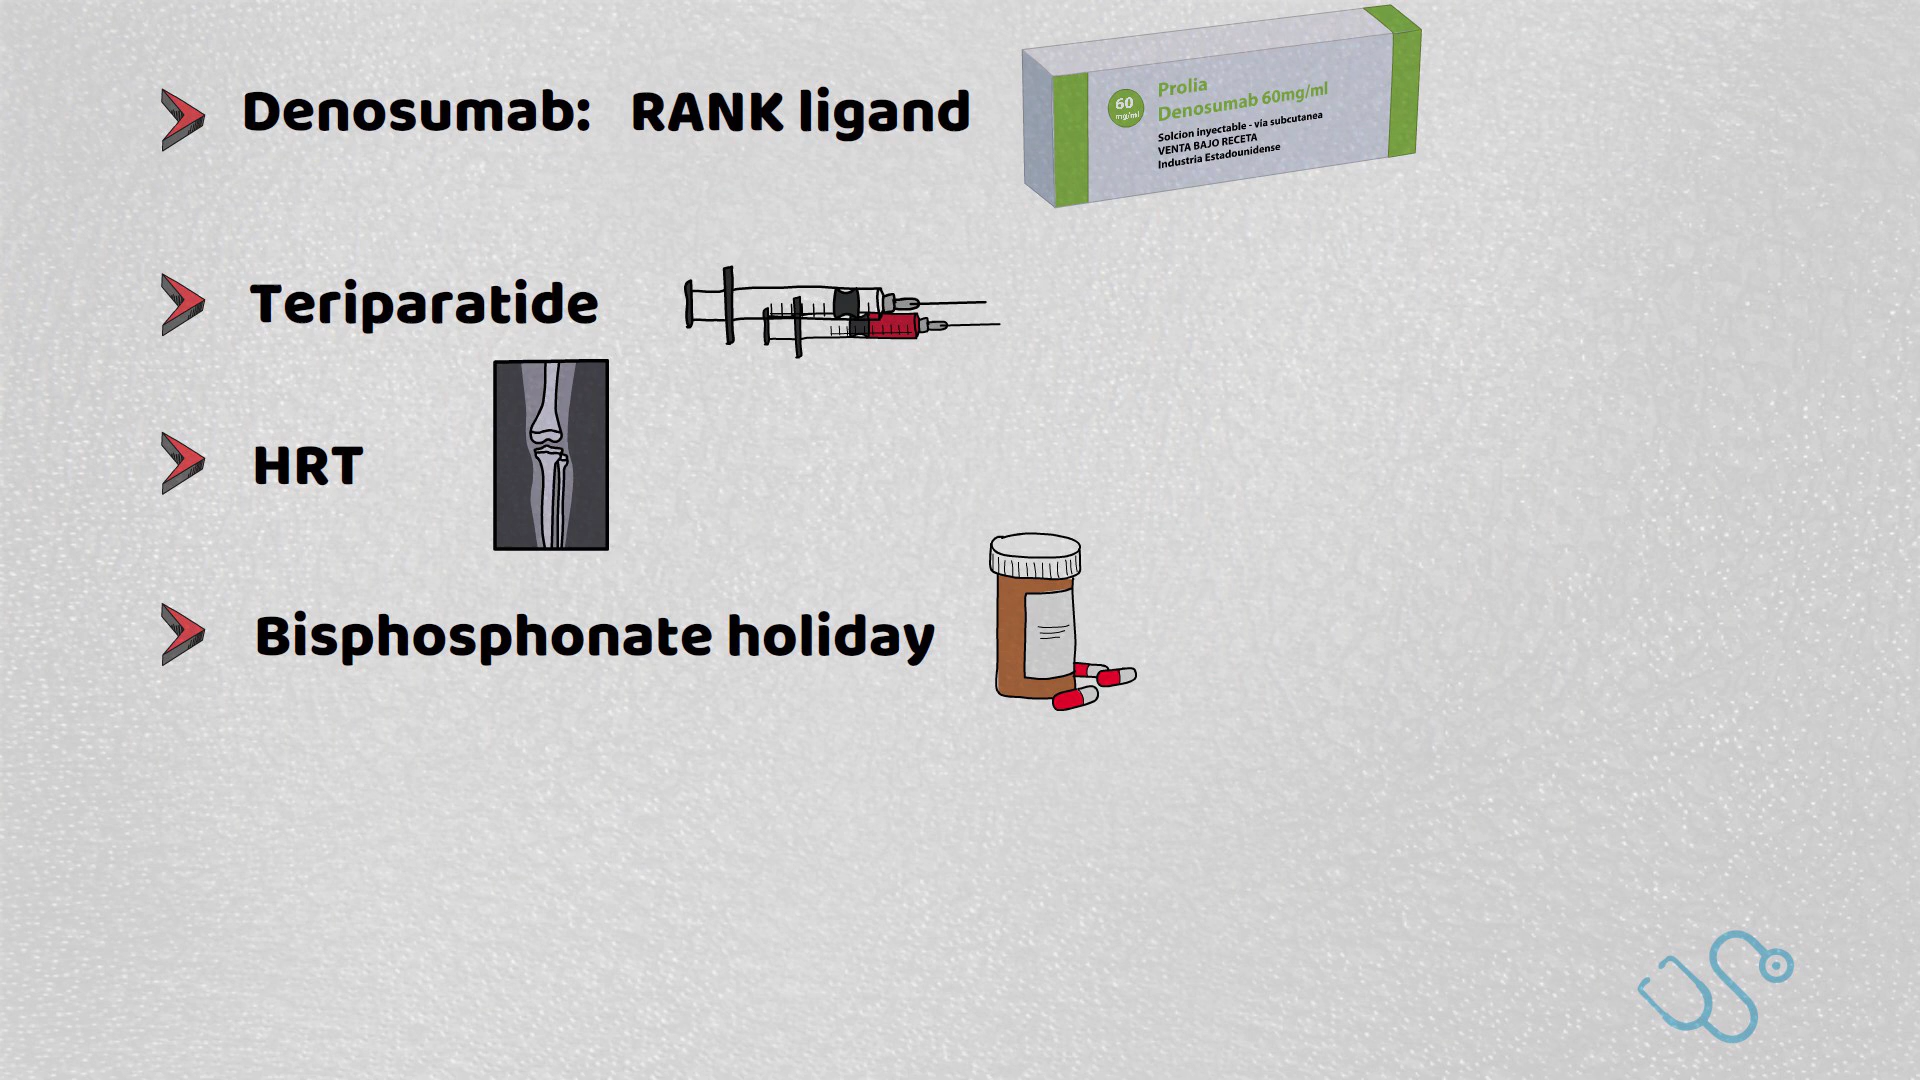 Denosumab: RANK ligand
60
mg/ml
Prolia
Denosumab 60mg/ml
Solcion inyectable - via subcutanea
VENTA BAJO RECETA
Industria Estadounidense
Teriparatide
HRT
Bisphosphonate holiday